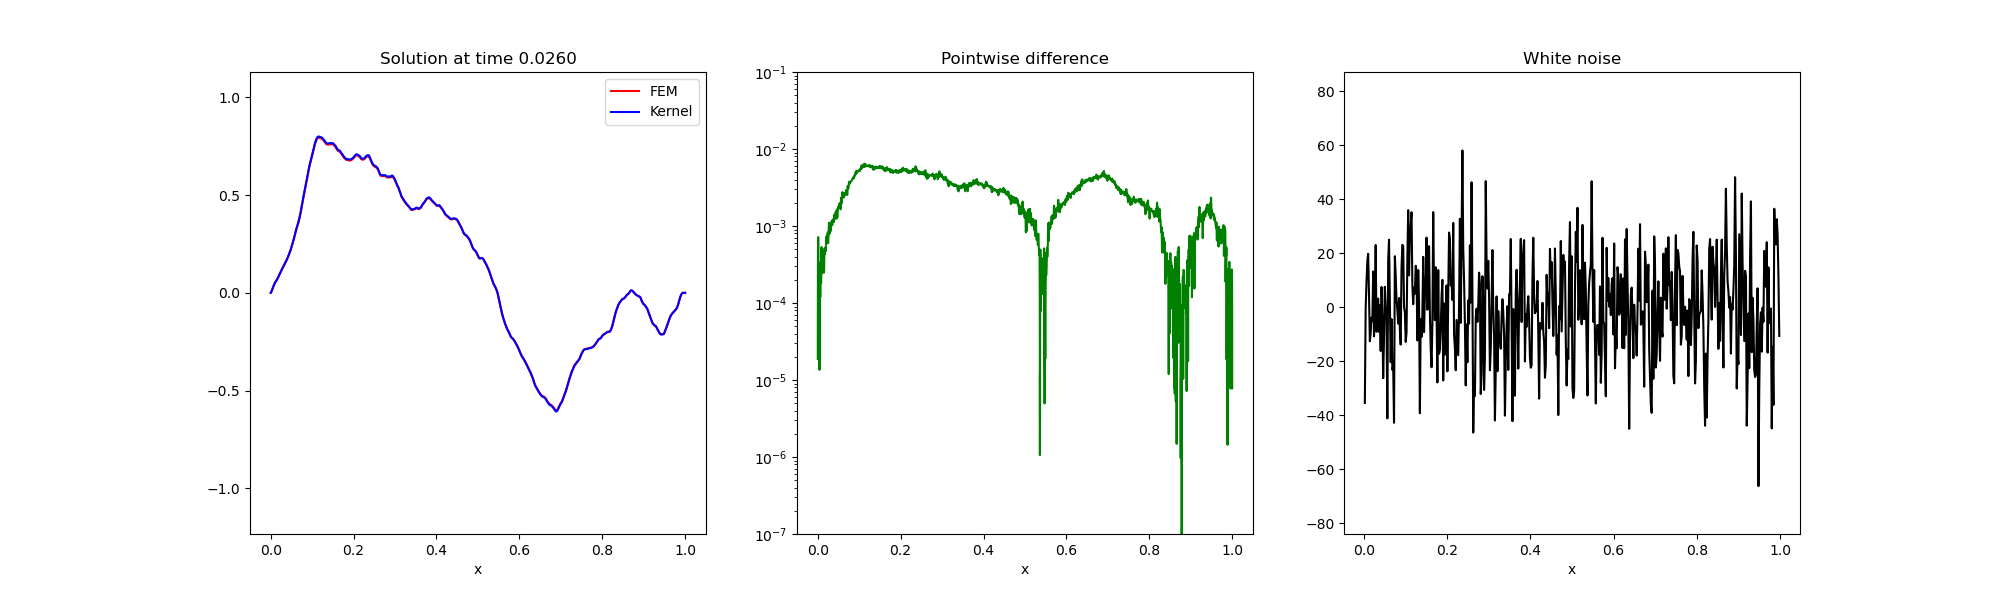 Solution at time 0.0260
1.0
0.5
0.0
−0.5
−1.0
0.0 0.2 0.4 0.6 0.8 1.0
x
FEM
Kernel
Pointwise difference
10⁻¹
10⁻²
10⁻³
10⁻⁴
10⁻⁵
10⁻⁶
10⁻⁷
0.0 0.2 0.4 0.6 0.8 1.0
x
White noise
80
60
40
20
0
−20
−40
−60
−80
0.0 0.2 0.4 0.6 0.8 1.0
x